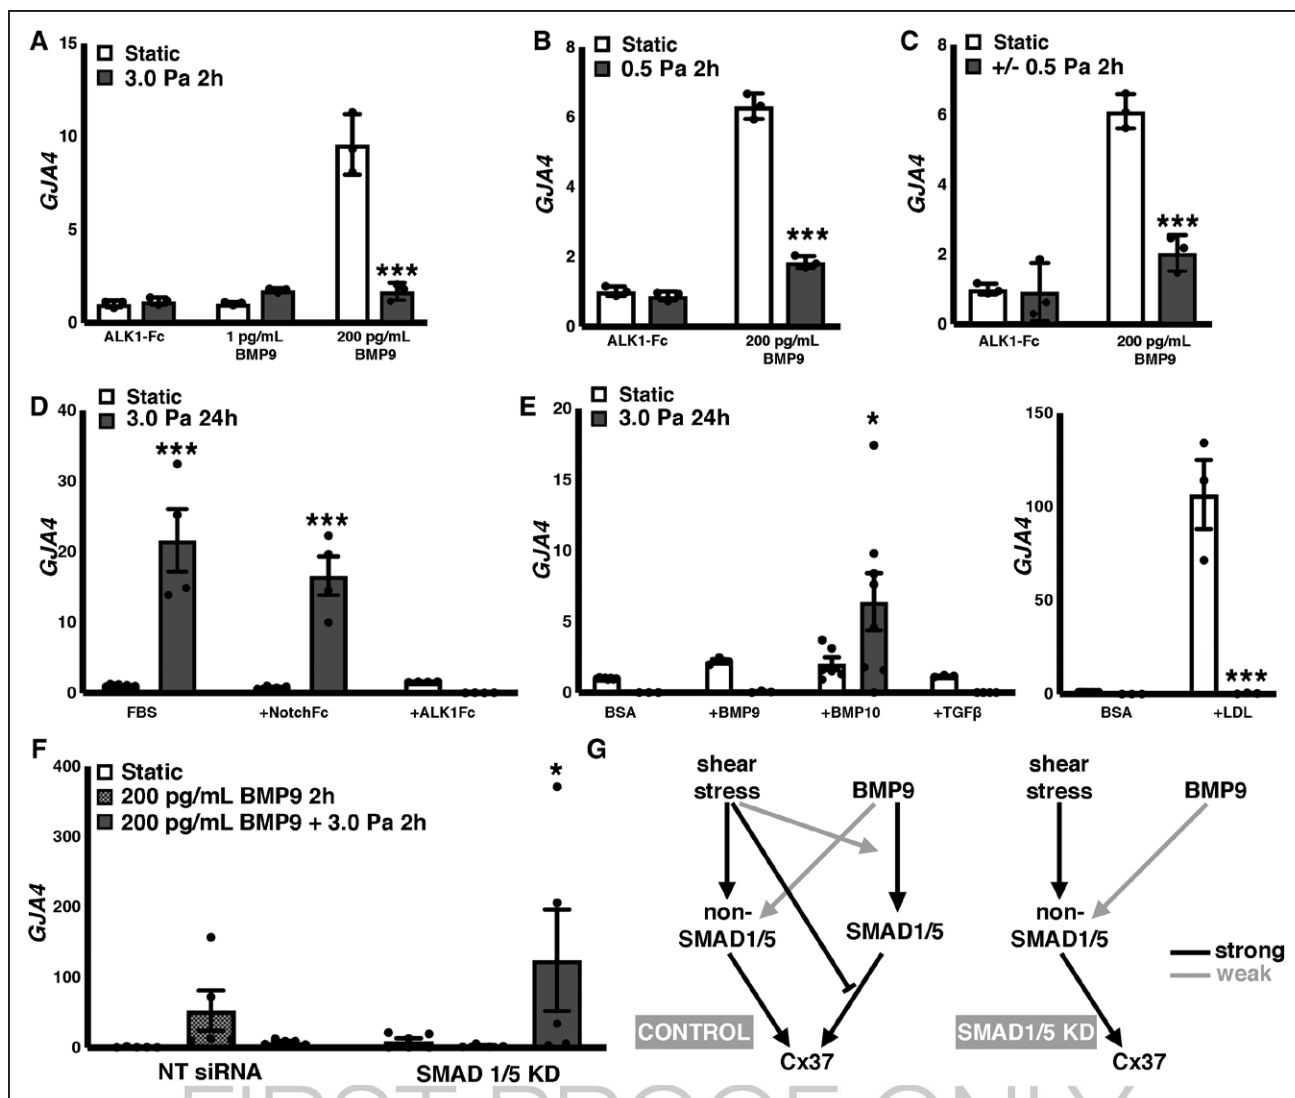 A
15
Static
3.0 Pa 2h
10
GJA4
5
***
0
ALK1-Fc
1 pg/mL
BMP9
200 pg/mL
BMP9
B
8
Static
0.5 Pa 2h
6
4
GJA4
***
2
0
ALK1-Fc
200 pg/mL
BMP9
C
8
Static
+/- 0.5 Pa 2h
6
4
GJA4
***
2
0
ALK1-Fc
200 pg/mL
BMP9
D
40
Static
3.0 Pa 24h
***
30
***
20
GJA4
10
0
FBS
+NotchFc
+ALK1Fc
E
20
Static
3.0 Pa 24h
*
15
10
GJA4
5
0
BSA
+BMP9
+BMP10
+TGFβ
150
100
GJA4
50
***
0
BSA
+LDL
F
400
Static
200 pg/mL BMP9 2h
200 pg/mL BMP9 + 3.0 Pa 2h
*
300
200
GJA4
100
0
NT siRNA
SMAD 1/5 KD
G
shear
stress
BMP9
non-
SMAD1/5
SMAD1/5
CONTROL
Cx37
shear
stress
BMP9
non-
SMAD1/5
strong
weak
SMAD1/5 KD
Cx37
FIRST PROOF ONLY